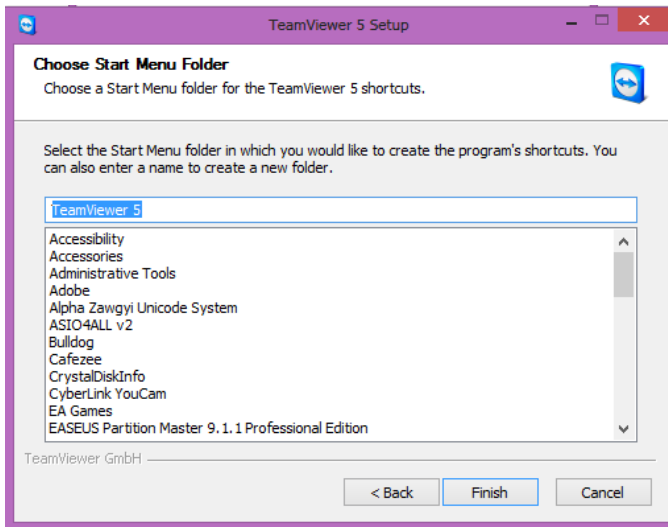 TeamViewer 5 Setup
Choose Start Menu Folder
Choose a Start Menu folder for the TeamViewer 5 shortcuts.
Select the Start Menu folder in which you would like to create the program's shortcuts. You
can also enter a name to create a new folder.
TeamViewer 5
Accessibility
Accessories
Administrative Tools
Adobe
Alpha Zawgyi Unicode System
ASIO4ALL v2
Bulldog
Cafezee
CrystalDiskInfo
CyberLink YouCam
EA Games
EASEUS Partition Master 9.1.1 Professional Edition
TeamViewer GmbH
< Back Finish Cancel